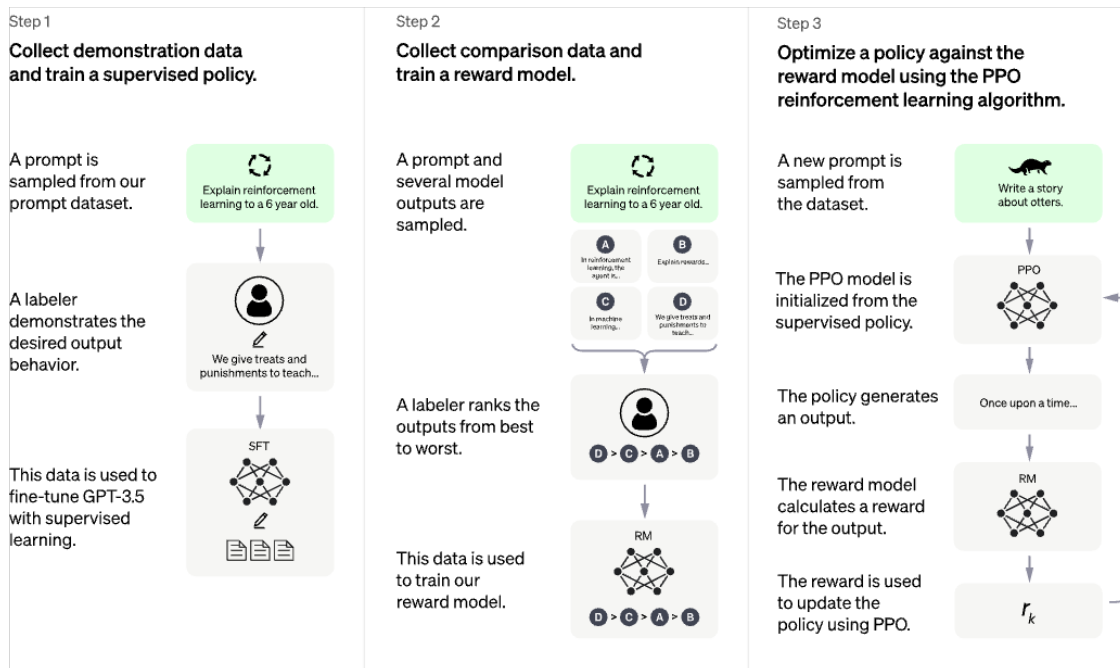 Step 1
Collect demonstration data
and train a supervised policy.
A prompt is
sampled from our
prompt dataset.
Explain reinforcement
learning to a 6 year old.
A labeler
demonstrates the
desired output
behavior.
We give treats and
punishments to teach...
This data is used to
fine-tune GPT-3.5
with supervised
learning.
SFT
Step 2
Collect comparison data and
train a reward model.
A prompt and
several model
outputs are
sampled.
Explain reinforcement
learning to a 6 year old.
A
In reinforcement
learning, the
agent is...
B
Explain rewards...
C
In machine
learning...
D
We give treats and
punishments to
teach...
A labeler ranks the
outputs from best
to worst.
D > C > A > B
This data is used
to train our
reward model.
RM
D > C > A > B
Step 3
Optimize a policy against the
reward model using the PPO
reinforcement learning algorithm.
A new prompt is
sampled from
the dataset.
Write a story
about otters.
The PPO model is
initialized from the
supervised policy.
PPO
The policy generates
an output.
Once upon a time...
The reward model
calculates a reward
for the output.
RM
The reward is used
to update the
policy using PPO.
r_k